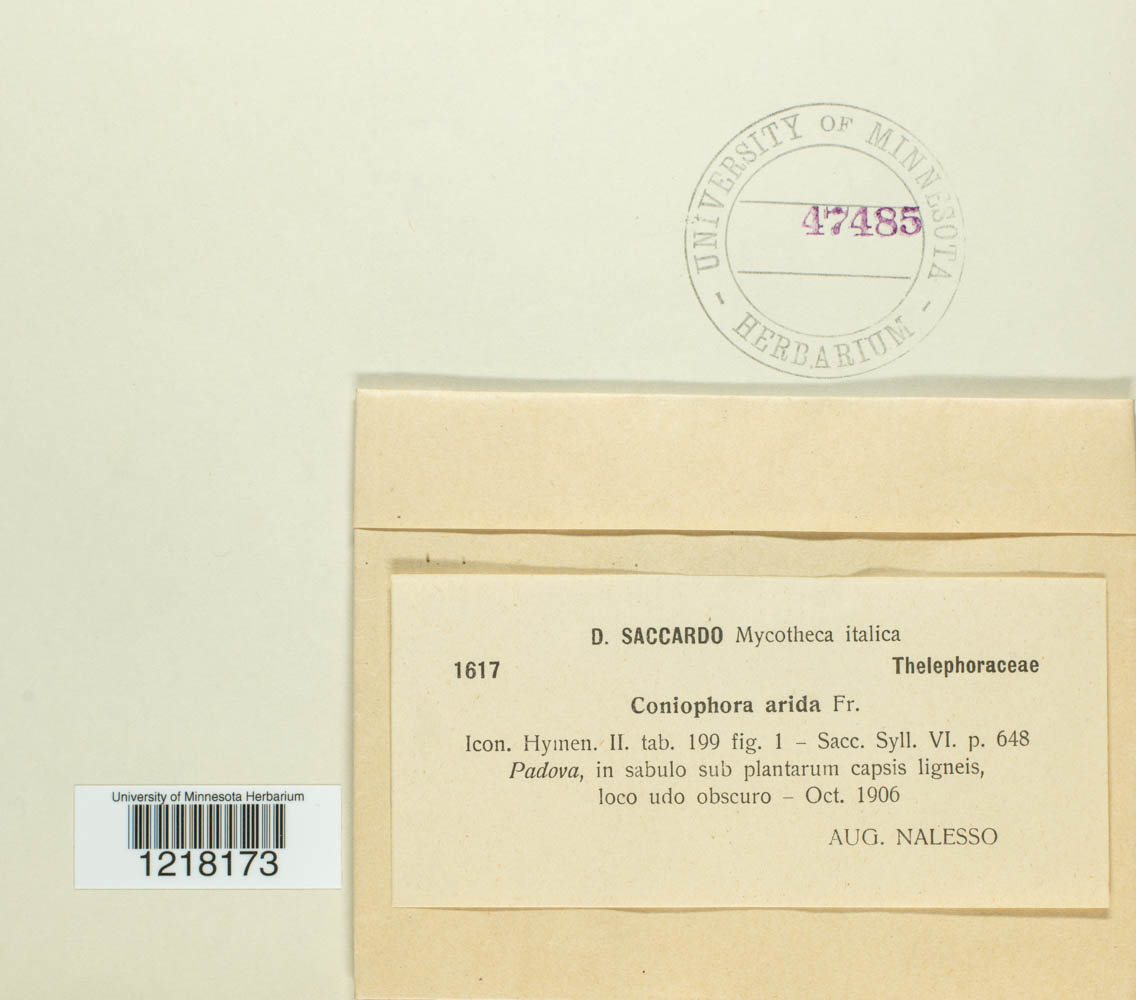 UNIVERSITY OF MINNESOTA
47485
- HERBARIUM -
D. SACCARDO Mycotheca italica
1617 Thelephoraceae
Coniophora arida Fr.
Icon. Hymen. II. tab. 199 fig. 1 – Sacc. Syll. VI. p. 648
Padova, in sabulo sub plantarum capsis ligneis,
loco udo obscuro – Oct. 1906
AUG. NALESSO
University of Minnesota Herbarium
1218173